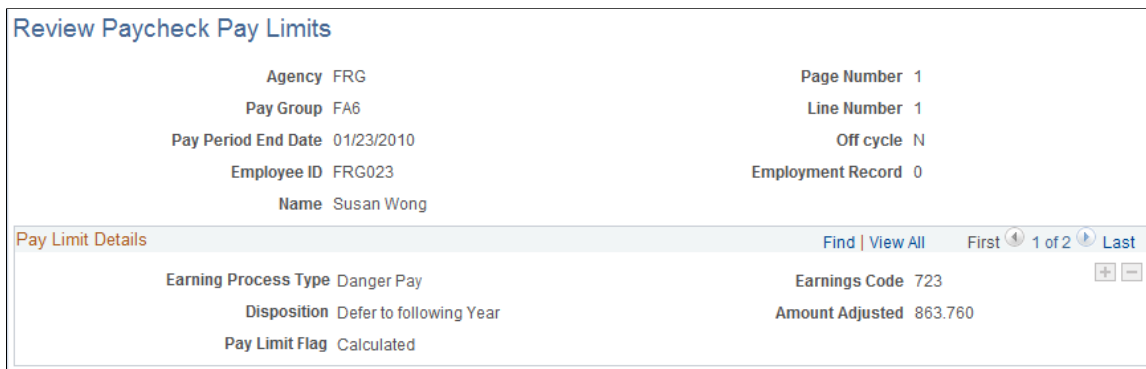 Review Paycheck Pay Limits
Agency FRG Page Number 1
Pay Group FA6 Line Number 1
Pay Period End Date 01/23/2010 Off cycle N
Employee ID FRG023 Employment Record 0
Name Susan Wong
Pay Limit Details Find | View All First 1 of 2 Last
Earning Process Type Danger Pay Earnings Code 723
Disposition Defer to following Year Amount Adjusted 863.760
Pay Limit Flag Calculated